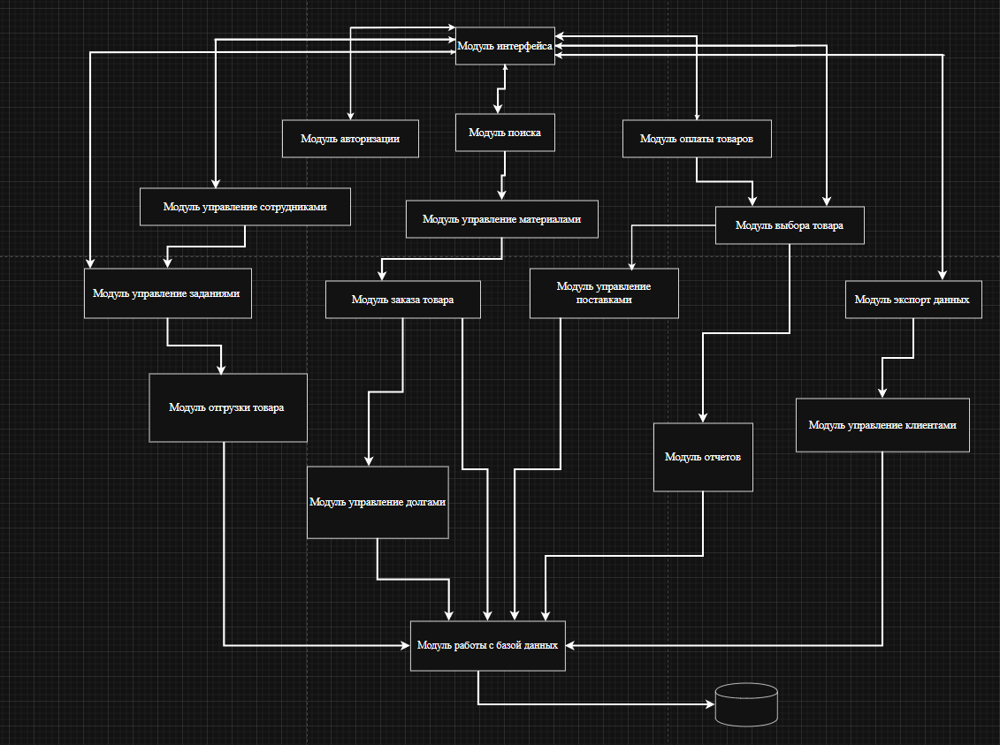 Модуль интерфейса
Модуль авторизации
Модуль поиска
Модуль оплаты товаров
Модуль управление сотрудниками
Модуль управление материалами
Модуль выбора товара
Модуль управление заданиями
Модуль заказа товара
Модуль управление
поставками
Модуль экспорт данных
Модуль отгрузки товара
Модуль управление клиентами
Модуль отчетов
Модуль управление долгами
Модуль работы с базой данных